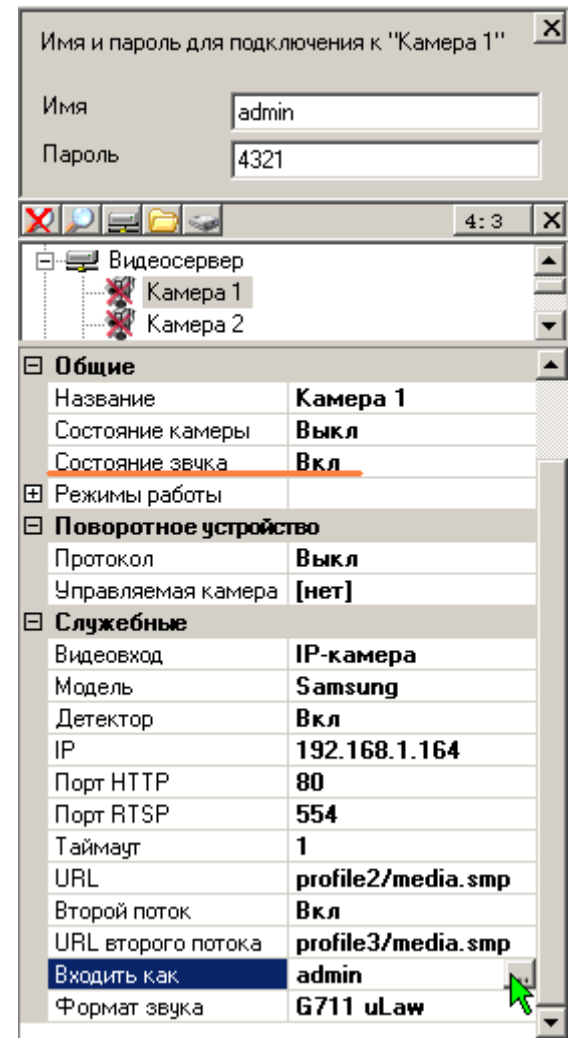 Имя и пароль для подключения к "Камера 1"
Имя admin
Пароль 4321
4: 3
Видеосервер
Камера 1
Камера 2
Общие
Название Камера 1
Состояние камеры Выкл
Состояние звука Вкл
Режимы работы
Поворотное устройство
Протокол Выкл
Управляемая камера [нет]
Служебные
Видеовход IP-камера
Модель Samsung
Детектор Вкл
IP 192.168.1.164
Порт HTTP 80
Порт RTSP 554
Таймаут 1
URL profile2/media.smp
Второй поток Вкл
URL второго потока profile3/media.smp
Входить как admin ...
Формат звука G711 uLaw